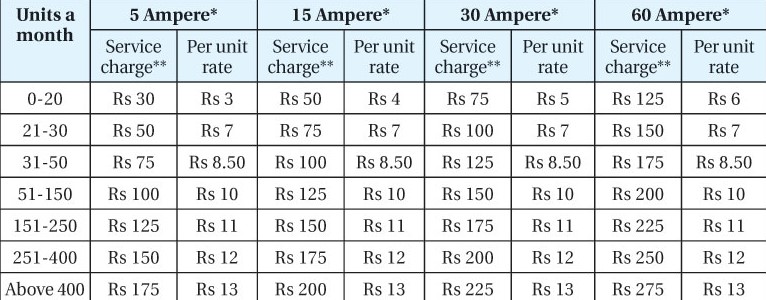 Units a month 5 Ampere* 15 Ampere* 30 Ampere* 60 Ampere*
Service charge** Per unit rate Service charge** Per unit rate Service charge** Per unit rate Service charge** Per unit rate
0-20 Rs 30 Rs 3 Rs 50 Rs 4 Rs 75 Rs 5 Rs 125 Rs 6
21-30 Rs 50 Rs 7 Rs 75 Rs 7 Rs 100 Rs 7 Rs 150 Rs 7
31-50 Rs 75 Rs 8.50 Rs 100 Rs 8.50 Rs 125 Rs 8.50 Rs 175 Rs 8.50
51-150 Rs 100 Rs 10 Rs 125 Rs 10 Rs 150 Rs 10 Rs 200 Rs 10
151-250 Rs 125 Rs 11 Rs 150 Rs 11 Rs 175 Rs 11 Rs 225 Rs 11
251-400 Rs 150 Rs 12 Rs 175 Rs 12 Rs 200 Rs 12 Rs 250 Rs 12
Above 400 Rs 175 Rs 13 Rs 200 Rs 13 Rs 225 Rs 13 Rs 275 Rs 13